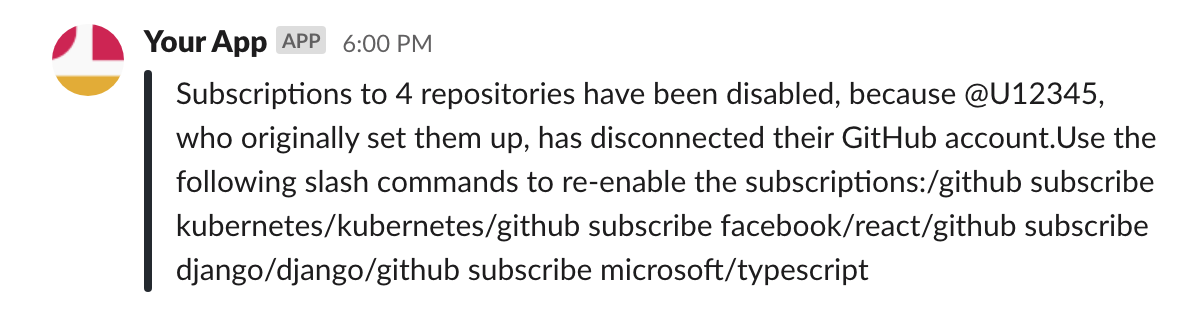 Your App APP 6:00 PM
Subscriptions to 4 repositories have been disabled, because @U12345,
who originally set them up, has disconnected their GitHub account.Use the
following slash commands to re-enable the subscriptions:/github subscribe
kubernetes/kubernetes/github subscribe facebook/react/github subscribe
django/django/github subscribe microsoft/typescript